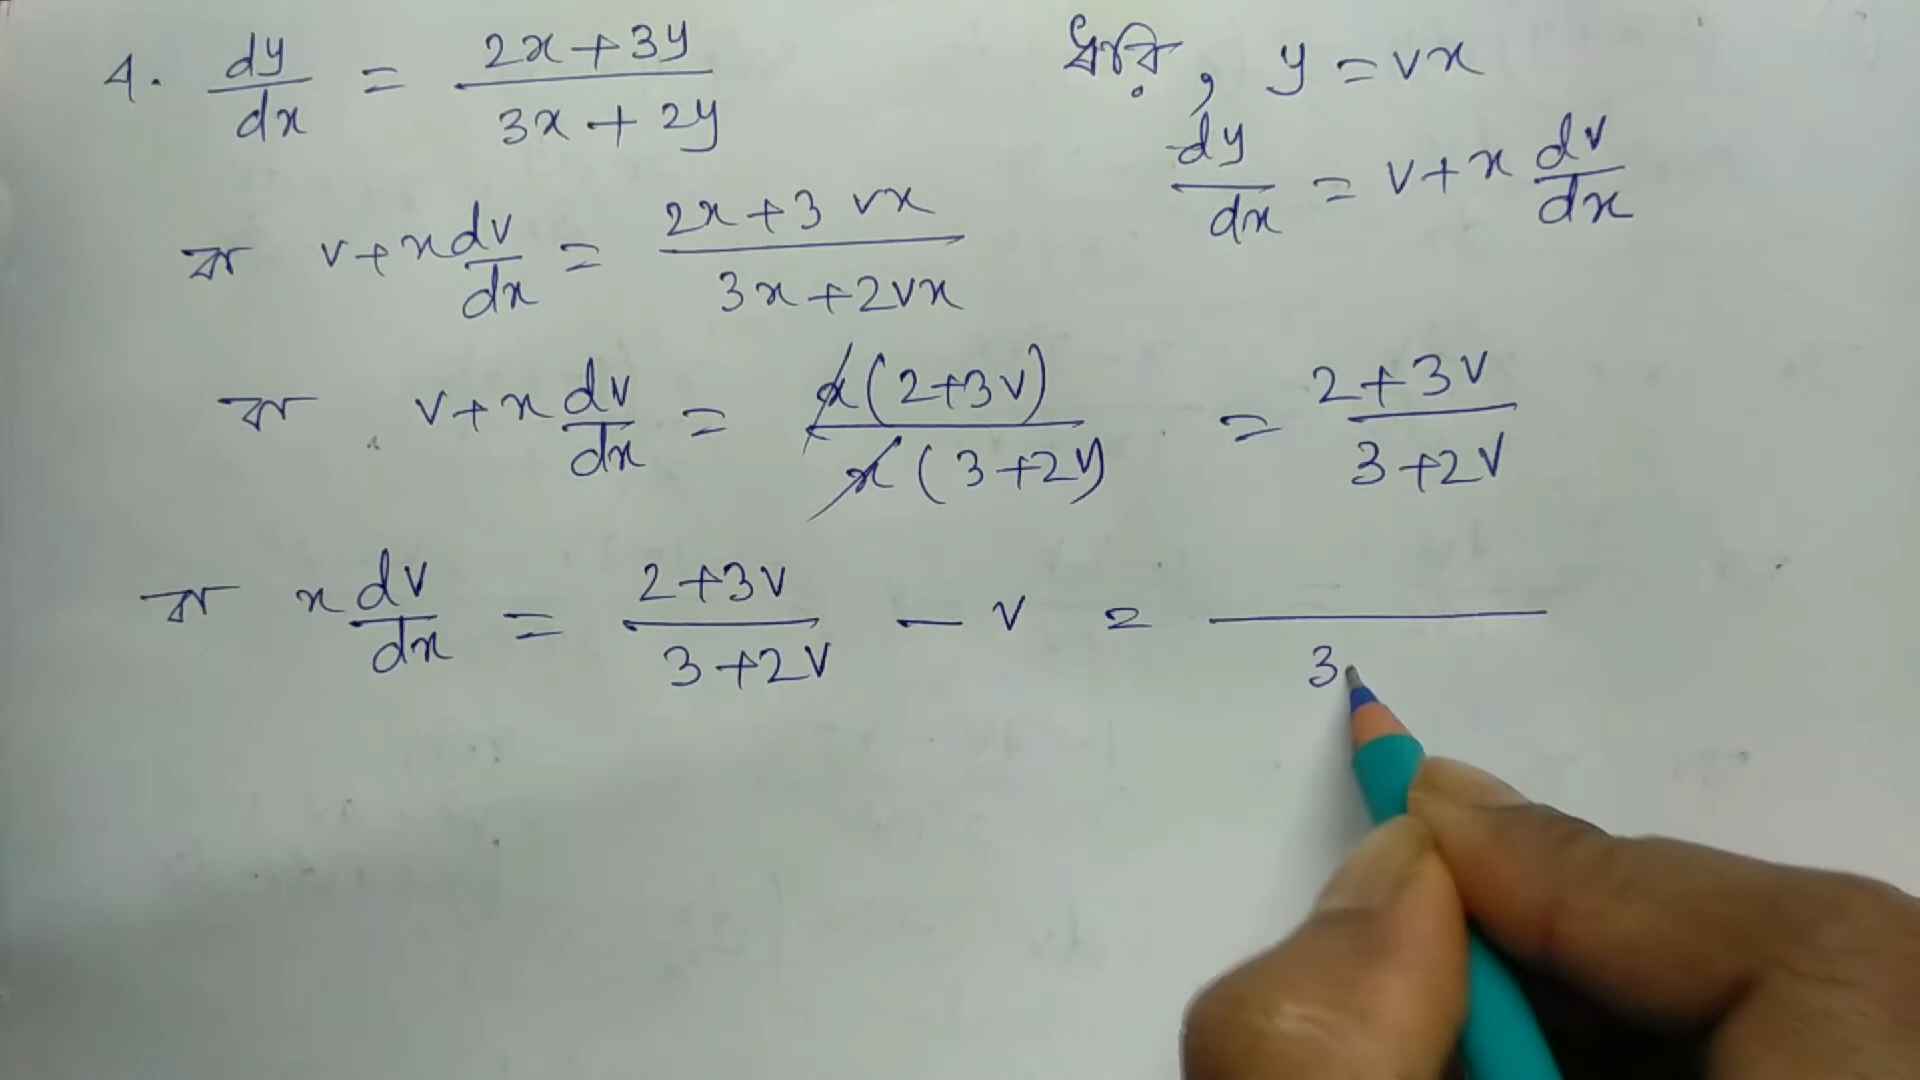 4. dy/dx = (2x+3y)/(3x+2y)
ধরি, y = vx
dy/dx = v+x dv/dx
বা v+x dv/dx = (2x+3vx)/(3x+2vx)
বা v+x dv/dx = x(2+3v)/x(3+2v) = (2+3v)/(3+2v)
বা x dv/dx = (2+3v)/(3+2v) - v = /3